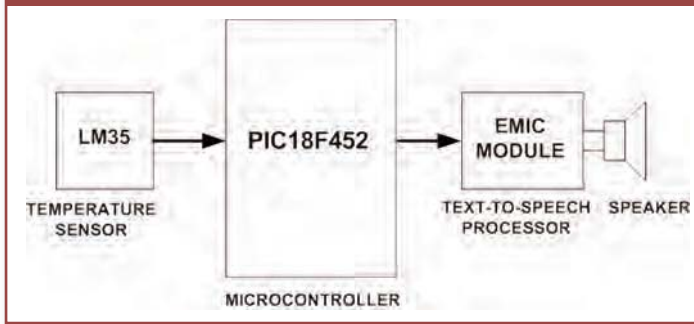 LM35
TEMPERATURE
SENSOR
PIC18F452
MICROCONTROLLER
EMIC
MODULE
TEXT-TO-SPEECH
PROCESSOR
SPEAKER